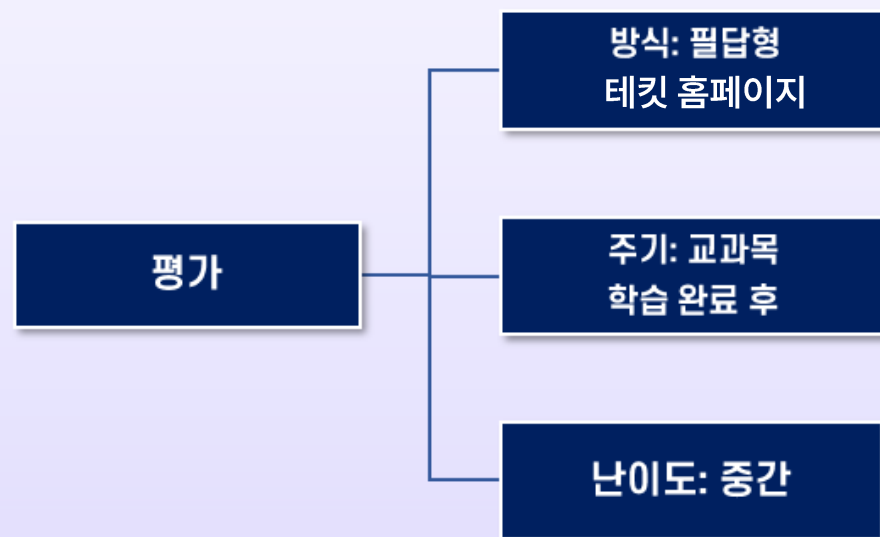 방식: 필답형
테킷 홈페이지
평가
주기: 교과목
학습 완료 후
난이도: 중간